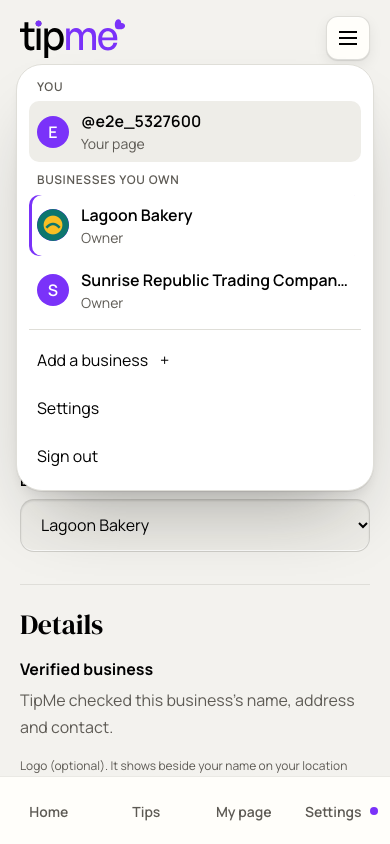 tipme
YOU
E
@e2e_5327600
Your page
BUSINESSES YOU OWN
Lagoon Bakery
Owner
S
Sunrise Republic Trading Compan…
Owner
Add a business +
Settings
Sign out
Lagoon Bakery
Details
Verified business
TipMe checked this business's name, address
and contact.
Logo (optional). It shows beside your name on your location
Home
Tips
My page
Settings